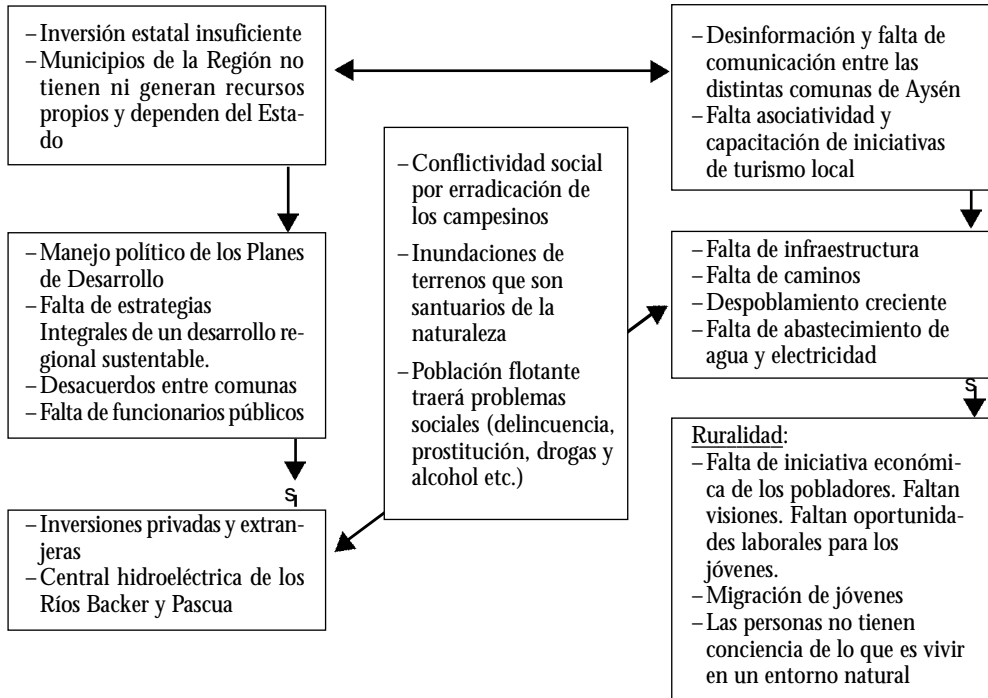 – Inversión estatal insuficiente
– Municipios de la Región no
tienen ni generan recursos
propios y dependen del Esta-
do
– Desinformación y falta de
comunicación entre las
distintas comunas de Aysén
– Falta asociatividad y
capacitación de iniciativas
de turismo local
– Conflictividad social
por erradicación de
los campesinos
– Inundaciones de
terrenos que son
santuarios de la
naturaleza
– Población flotante
traerá problemas
sociales (delincuencia,
prostitución, drogas y
alcohol etc.)
– Manejo político de los Planes
de Desarrollo
– Falta de estrategias
Integrales de un desarrollo re-
gional sustentable.
– Desacuerdos entre comunas
– Falta de funcionarios públicos
– Falta de infraestructura
– Falta de caminos
– Despoblamiento creciente
– Falta de abastecimiento de
agua y electricidad
s
s
– Inversiones privadas y extran-
jeras
– Central hidroeléctrica de los
Ríos Backer y Pascua
Ruralidad:
– Falta de iniciativa económi-
ca de los pobladores. Faltan
visiones. Faltan oportunida-
des laborales para los
jóvenes.
– Migración de jóvenes
– Las personas no tienen
conciencia de lo que es vivir
en un entorno natural